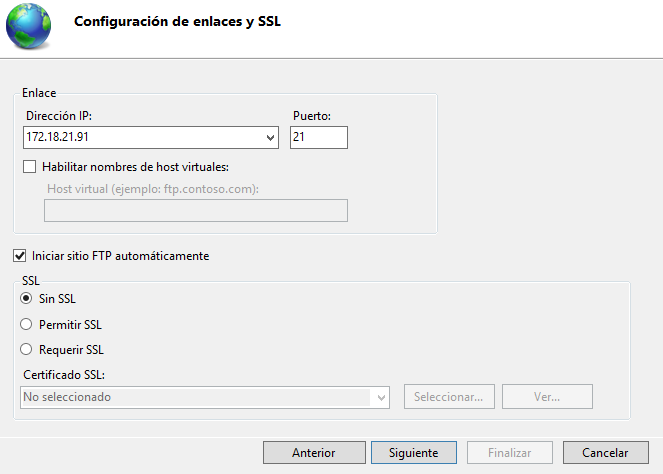 Configuración de enlaces y SSL
Enlace
Dirección IP:
Puerto:
172.18.21.91
21
Habilitar nombres de host virtuales:
Host virtual (ejemplo: ftp.contoso.com):
Iniciar sitio FTP automáticamente
SSL
Sin SSL
Permitir SSL
Requerir SSL
Certificado SSL:
No seleccionado
Seleccionar...
Ver...
Anterior
Siguiente
Finalizar
Cancelar